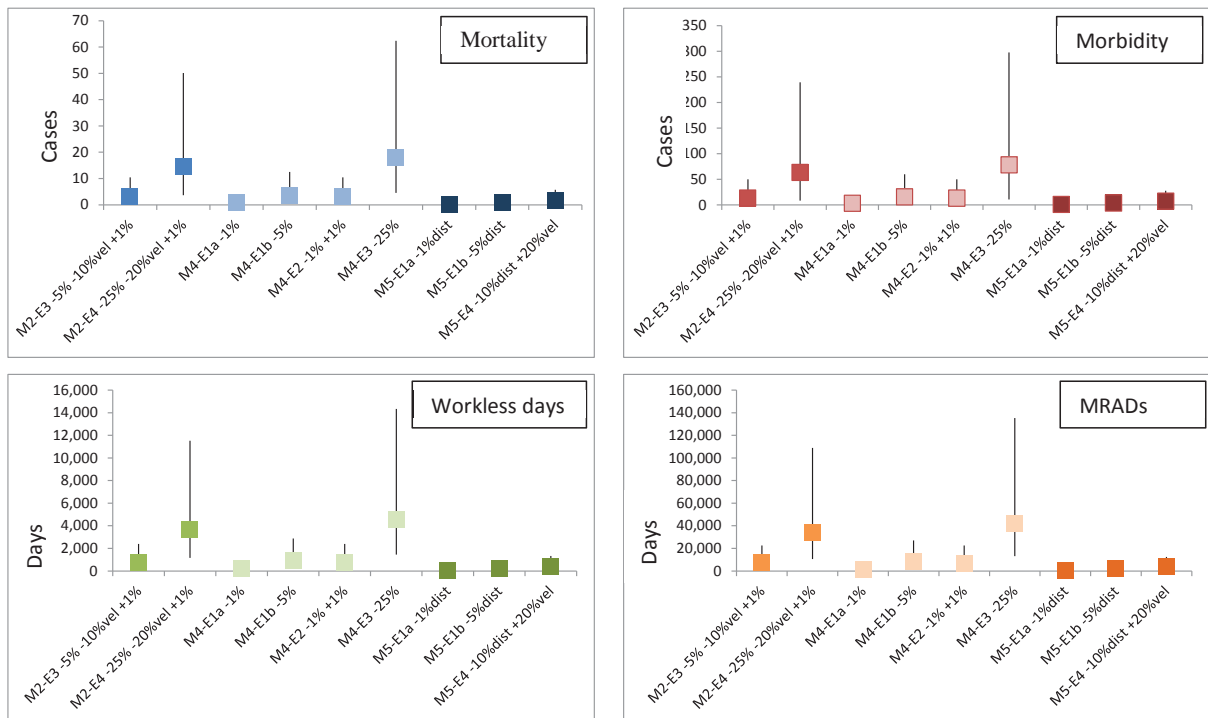 Mortality
Cases
70
60
50
40
30
20
10
0
M2-E3 -5% -10%vel +1%
M2-E4 -25% -20%vel +1%
M4-E1a -1%
M4-E1b -5%
M4-E2 -1% +1%
M4-E3 -25%
M5-E1a -1%dist
M5-E1b -5%dist
M5-E4 -10%dist +20%vel
Morbidity
Cases
350
300
250
200
150
100
50
0
M2-E3 -5% -10%vel +1%
M2-E4 -25% -20%vel +1%
M4-E1a -1%
M4-E1b -5%
M4-E2 -1% +1%
M4-E3 -25%
M5-E1a -1%dist
M5-E1b -5%dist
M5-E4 -10%dist +20%vel
Workless days
Days
16,000
14,000
12,000
10,000
8,000
6,000
4,000
2,000
0
M2-E3 -5% -10%vel +1%
M2-E4 -25% -20%vel +1%
M4-E1a -1%
M4-E1b -5%
M4-E2 -1% +1%
M4-E3 -25%
M5-E1a -1%dist
M5-E1b -5%dist
M5-E4 -10%dist +20%vel
MRADs
Days
160,000
140,000
120,000
100,000
80,000
60,000
40,000
20,000
0
M2-E3 -5% -10%vel +1%
M2-E4 -25% -20%vel +1%
M4-E1a -1%
M4-E1b -5%
M4-E2 -1% +1%
M4-E3 -25%
M5-E1a -1%dist
M5-E1b -5%dist
M5-E4 -10%dist +20%vel